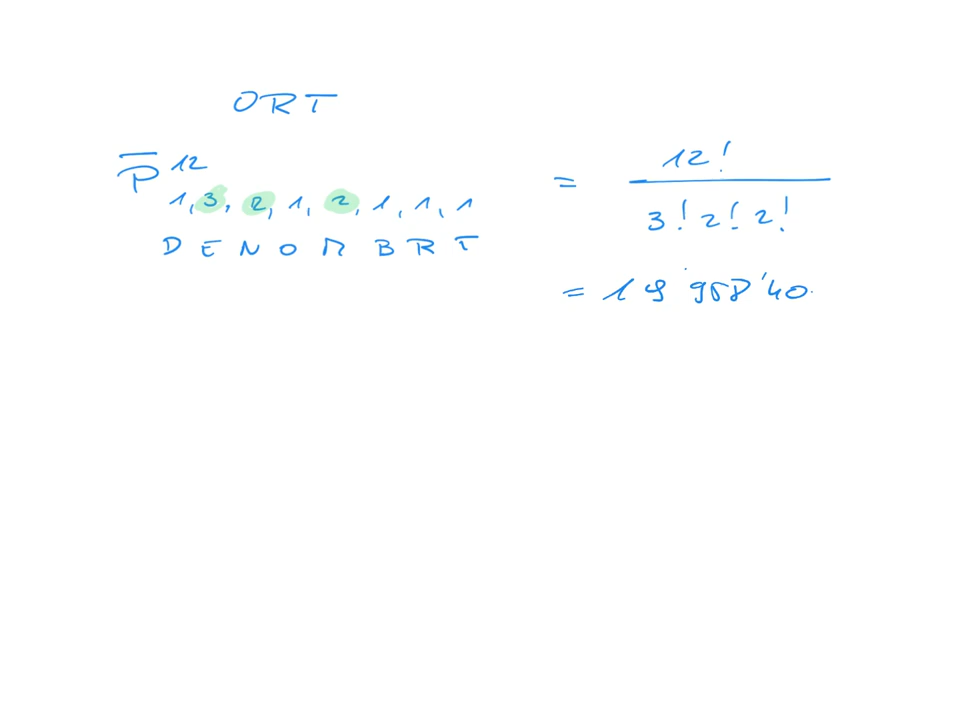 ORT
P̅ 12 = 12!
1, 3, 2, 1, 2, 1, 1, 1 3! 2! 2!
D E N O M B R T
= 19'958'40